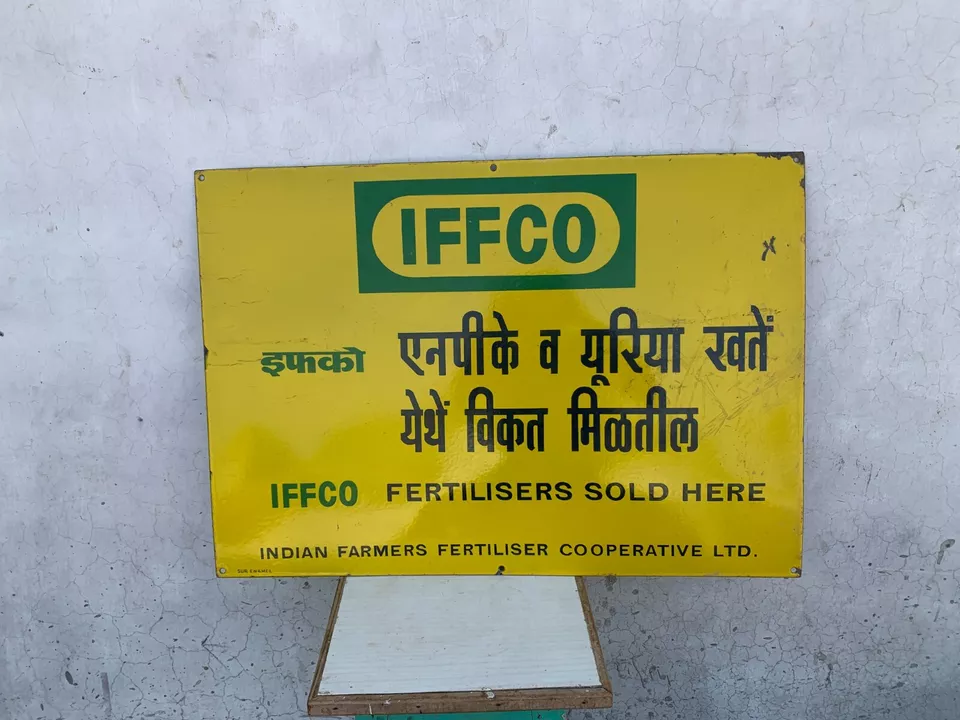 IFFCO
इफको एनपीके व यूरिया खतें
येथें विकत मिळतील
IFFCO FERTILISERS SOLD HERE
INDIAN FARMERS FERTILISER COOPERATIVE LTD.